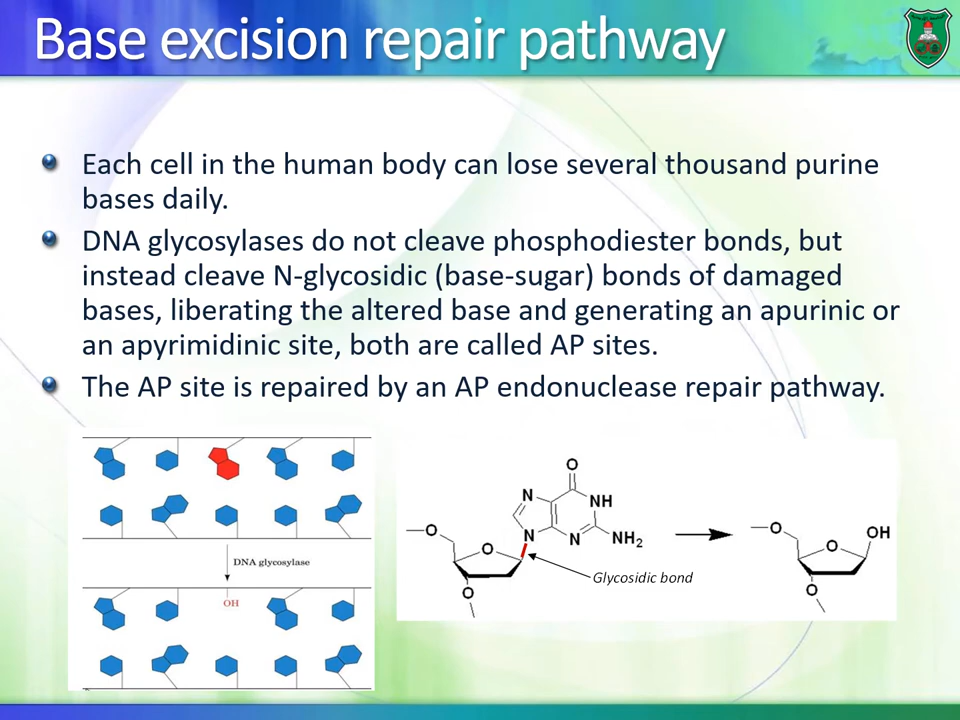 Base excision repair pathway
Each cell in the human body can lose several thousand purine
bases daily.
DNA glycosylases do not cleave phosphodiester bonds, but
instead cleave N-glycosidic (base-sugar) bonds of damaged
bases, liberating the altered base and generating an apurinic or
an apyrimidinic site, both are called AP sites.
The AP site is repaired by an AP endonuclease repair pathway.
DNA glycosylase
OH
O
N
NH
N
N
NH2
O
O
O
Glycosidic bond
O
OH
O
O